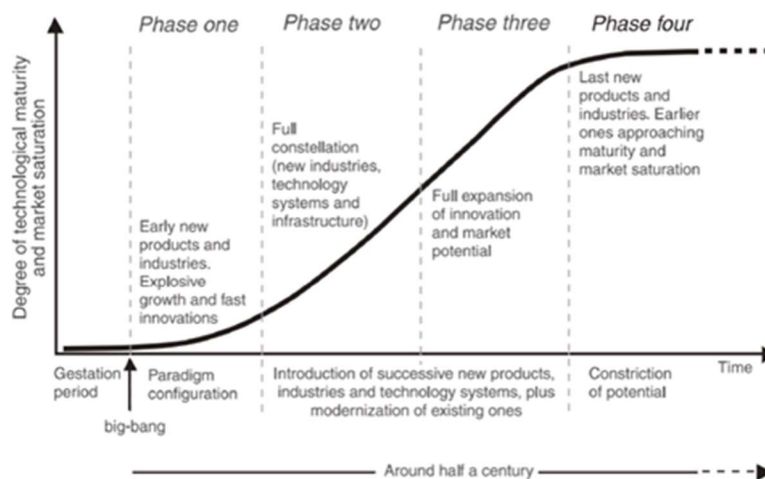 Phase one
Phase two
Phase three
Phase four
Degree of technological maturity
and market saturation
Early new
products and
industries.
Explosive
growth and fast
innovations
Full
constellation
(new industries,
technology
systems and
infrastructure)
Full expansion
of innovation
and market
potential
Last new
products and
industries. Earlier
ones approaching
maturity and
market saturation
Time
Gestation
period
big-bang
Paradigm
configuration
Introduction of successive new products,
industries and technology systems, plus
modernization of existing ones
Constriction
of potential
Around half a century